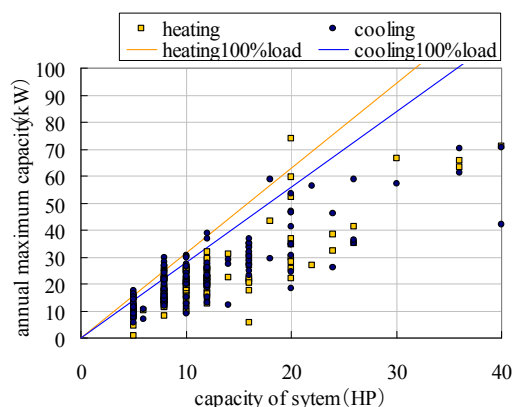 heating cooling
heating100%load cooling100%load
100
90
80
70
60
50
40
30
20
10
0
annual maximum capacity(kW)
0 10 20 30 40
capacity of sytem(HP)